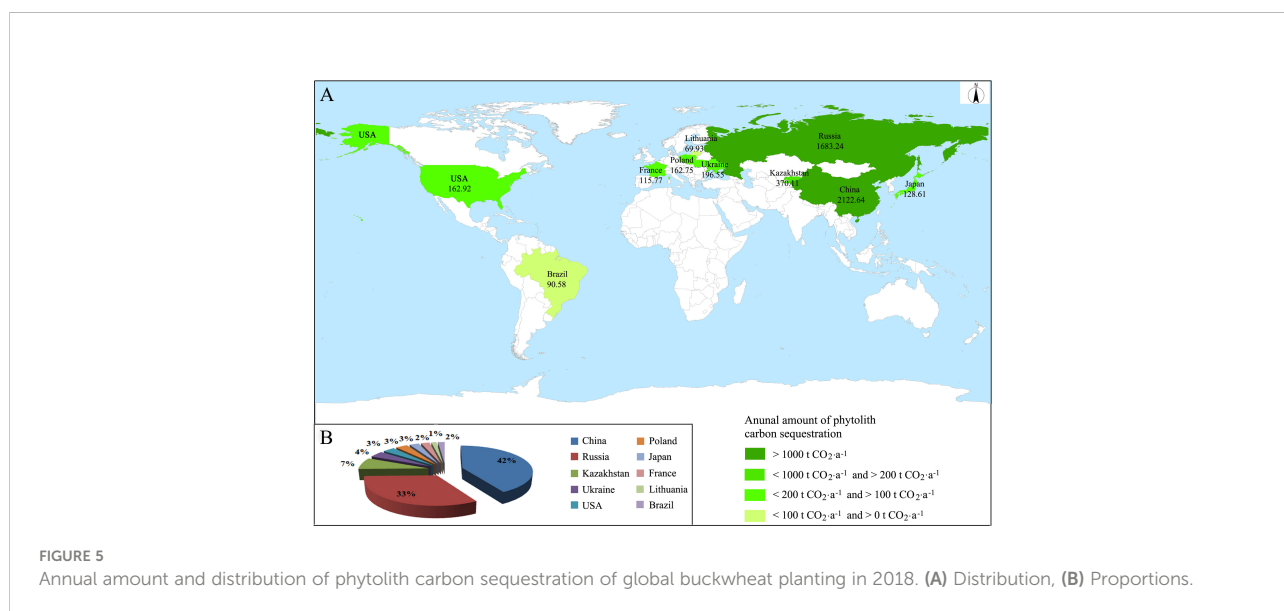 A
N
USA
USA
162.92
Brazil
90.58
Lithuania
69.93
Poland
162.75
France
115.77
Ukraine
196.55
Russia
1683.24
Kazakhstan
370.11
China
2122.64
Japan
128.61
B
42%
33%
7%
4%
3%
3%
3%
2%
1%
2%
China
Russia
Kazakhstan
Ukraine
USA
Poland
Japan
France
Lithuania
Brazil
Anunal amount of phytolith
carbon sequestration
> 1000 t CO₂·a⁻¹
< 1000 t CO₂·a⁻¹ and > 200 t CO₂·a⁻¹
< 200 t CO₂·a⁻¹ and > 100 t CO₂·a⁻¹
< 100 t CO₂·a⁻¹ and > 0 t CO₂·a⁻¹
FIGURE 5
Annual amount and distribution of phytolith carbon sequestration of global buckwheat planting in 2018. (A) Distribution, (B) Proportions.